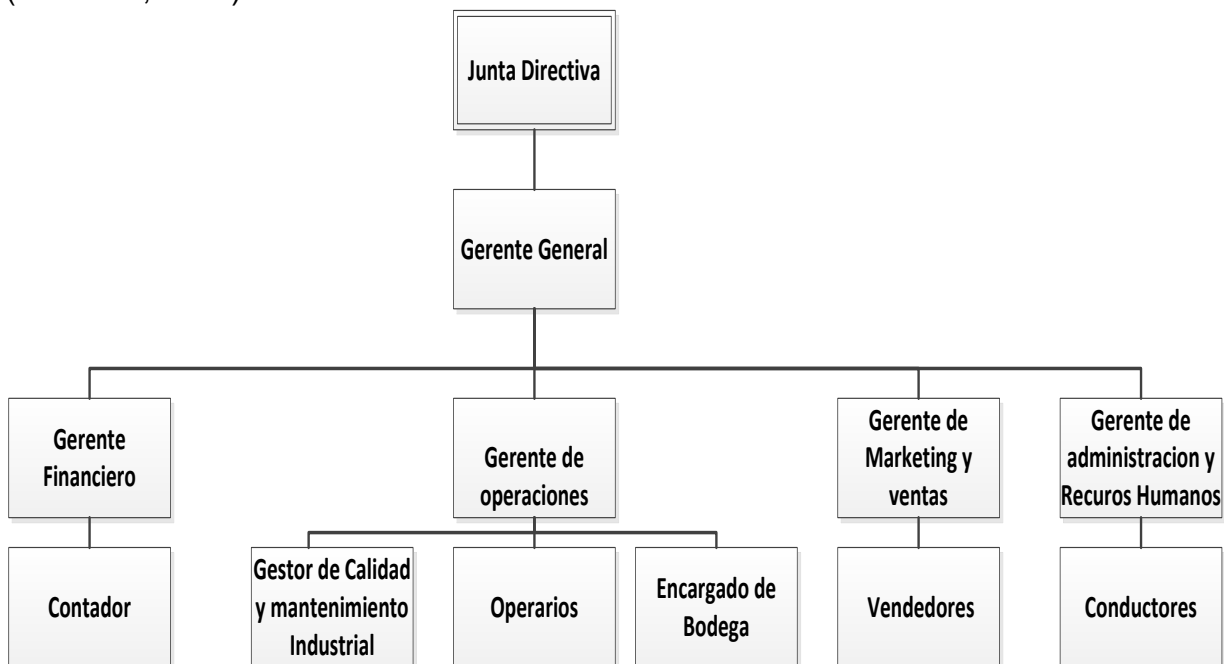 Junta Directiva
Gerente General
Gerente
Financiero
Gerente de
operaciones
Gerente de
Marketing y
ventas
Gerente de
administracion y
Recuros Humanos
Contador
Gestor de Calidad
y mantenimiento
Industrial
Operarios
Encargado de
Bodega
Vendedores
Conductores